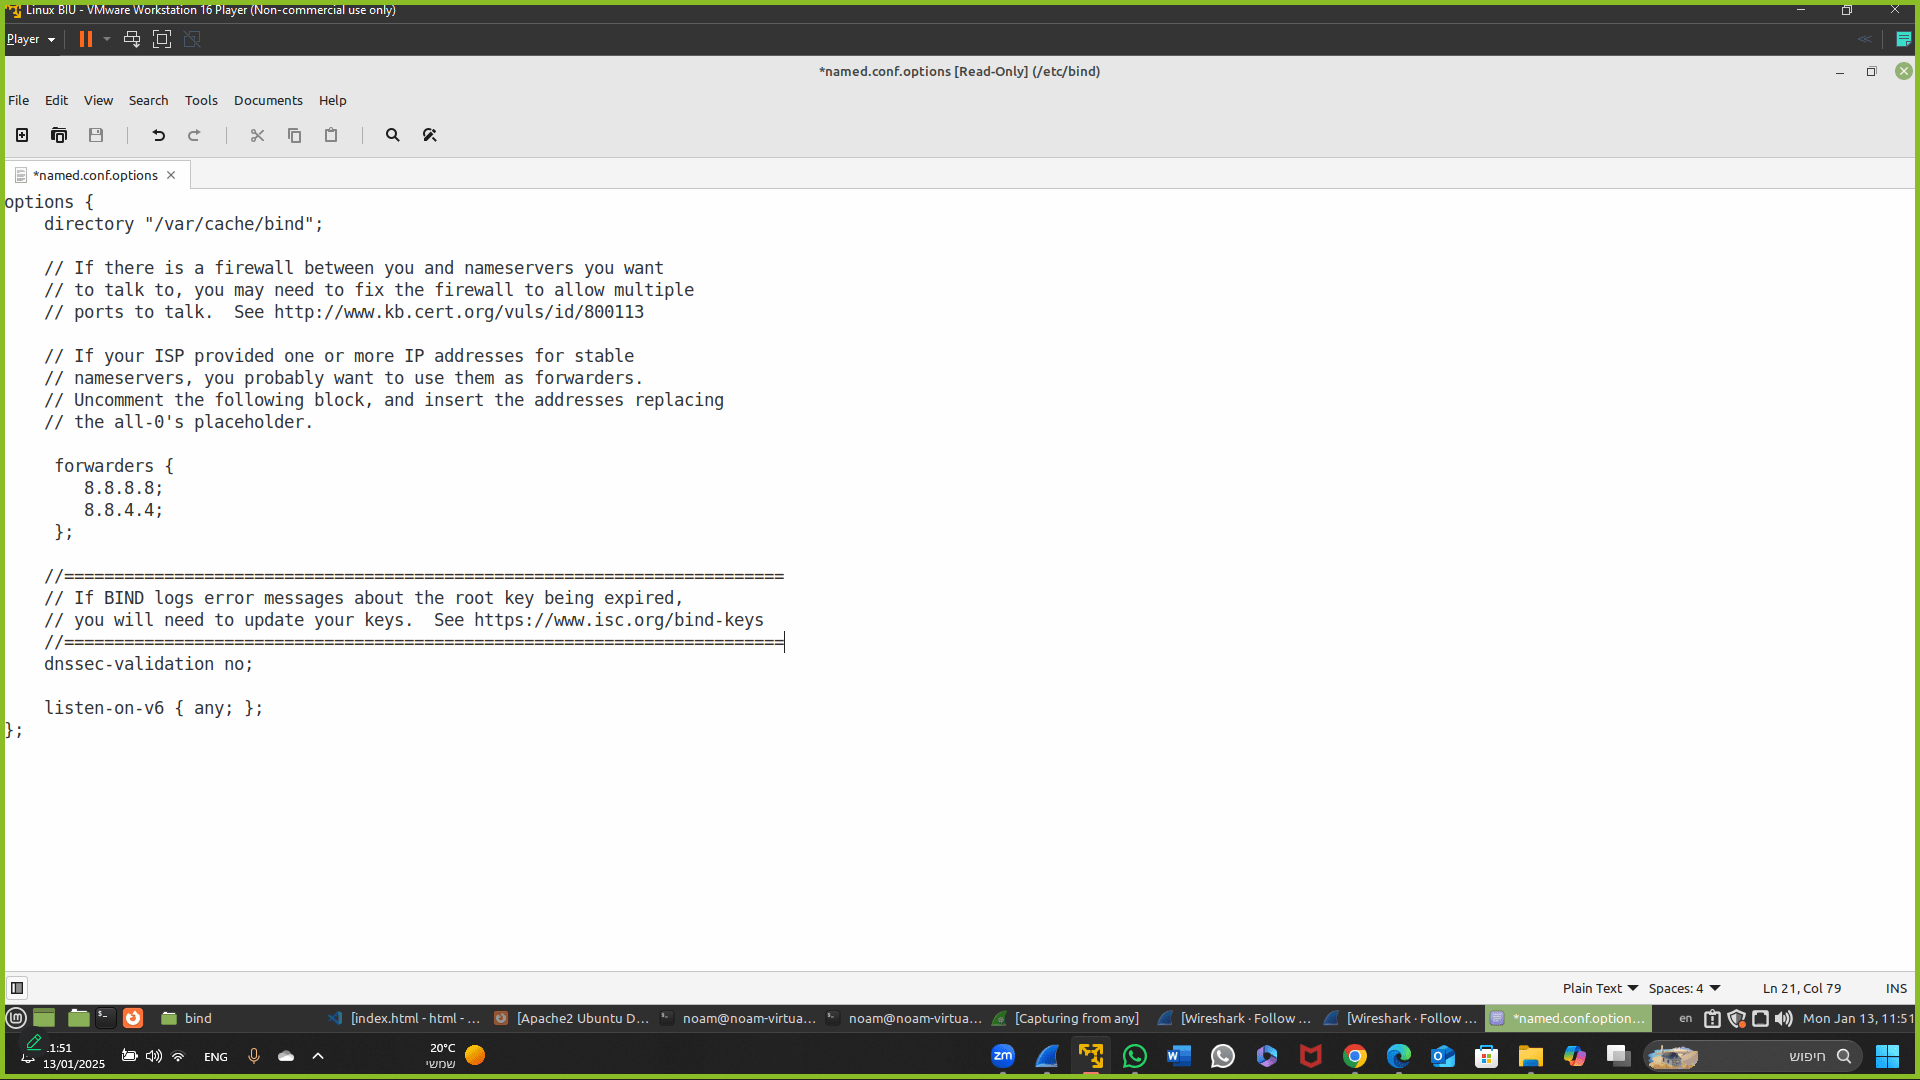 Linux BIU - VMware Workstation 16 Player (Non-commercial use only)
Player
*named.conf.options [Read-Only] (/etc/bind)
File Edit View Search Tools Documents Help
*named.conf.options
options {
    directory "/var/cache/bind";
    // If there is a firewall between you and nameservers you want
    // to talk to, you may need to fix the firewall to allow multiple
    // ports to talk.  See http://www.kb.cert.org/vuls/id/800113
    // If your ISP provided one or more IP addresses for stable
    // nameservers, you probably want to use them as forwarders.
    // Uncomment the following block, and insert the addresses replacing
    // the all-0's placeholder.
     forwarders {
        8.8.8.8;
        8.8.4.4;
     };
    //========================================================================
    // If BIND logs error messages about the root key being expired,
    // you will need to update your keys.  See https://www.isc.org/bind-keys
    //========================================================================
    dnssec-validation no;
    listen-on-v6 { any; };
};
Plain Text Spaces: 4 Ln 21, Col 79 INS
bind [index.html - html - ... [Apache2 Ubuntu D... noam@noam-virtua... noam@noam-virtua... [Capturing from any] [Wireshark · Follow ... [Wireshark · Follow ... *named.conf.option... en Mon Jan 13, 11:51
11:51
13/01/2025
ENG
20°C
שמשי
zm
חיפוש